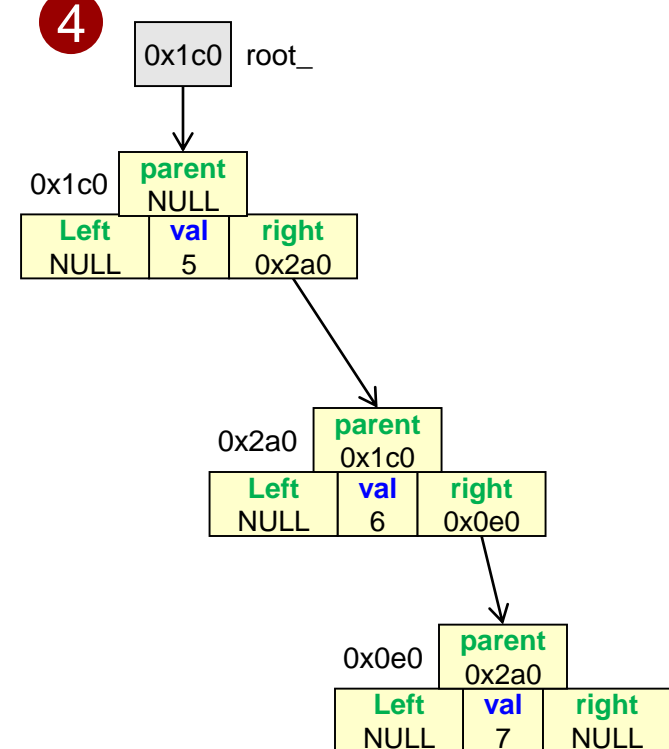 4
0x1c0 root_
0x1c0
parent
NULL
Left val right
NULL 5 0x2a0
0x2a0
parent
0x1c0
Left val right
NULL 6 0x0e0
0x0e0
parent
0x2a0
Left val right
NULL 7 NULL